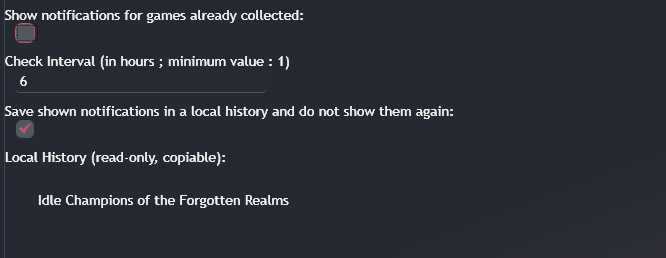 Show notifications for games already collected:
Check Interval (in hours ; minimum value : 1)
6
Save shown notifications in a local history and do not show them again:
Local History (read-only, copiable):
Idle Champions of the Forgotten Realms